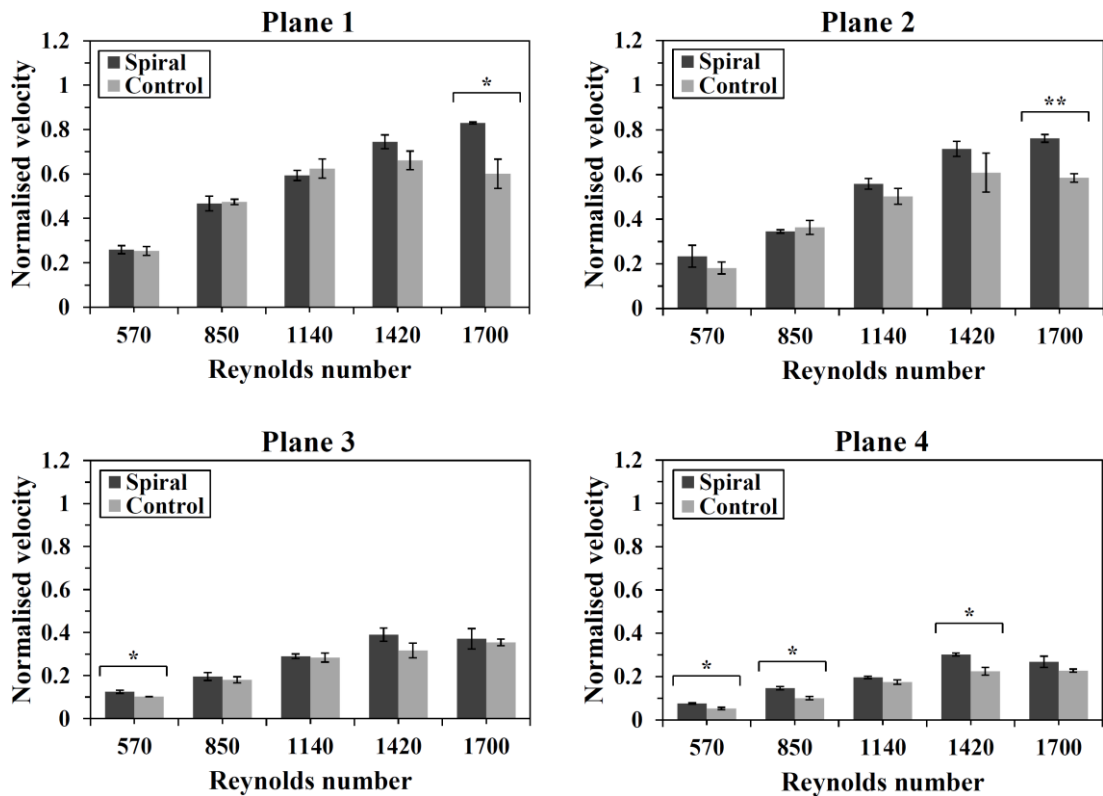 Plane 1
Normalised velocity
1.2
1
0.8
0.6
0.4
0.2
0
Spiral
Control
*
570 850 1140 1420 1700
Reynolds number
Plane 2
Normalised velocity
1.2
1
0.8
0.6
0.4
0.2
0
Spiral
Control
**
570 850 1140 1420 1700
Reynolds number
Plane 3
Normalised velocity
1.2
1
0.8
0.6
0.4
0.2
0
Spiral
Control
*
570 850 1140 1420 1700
Reynolds number
Plane 4
Normalised velocity
1.2
1
0.8
0.6
0.4
0.2
0
Spiral
Control
* * *
570 850 1140 1420 1700
Reynolds number